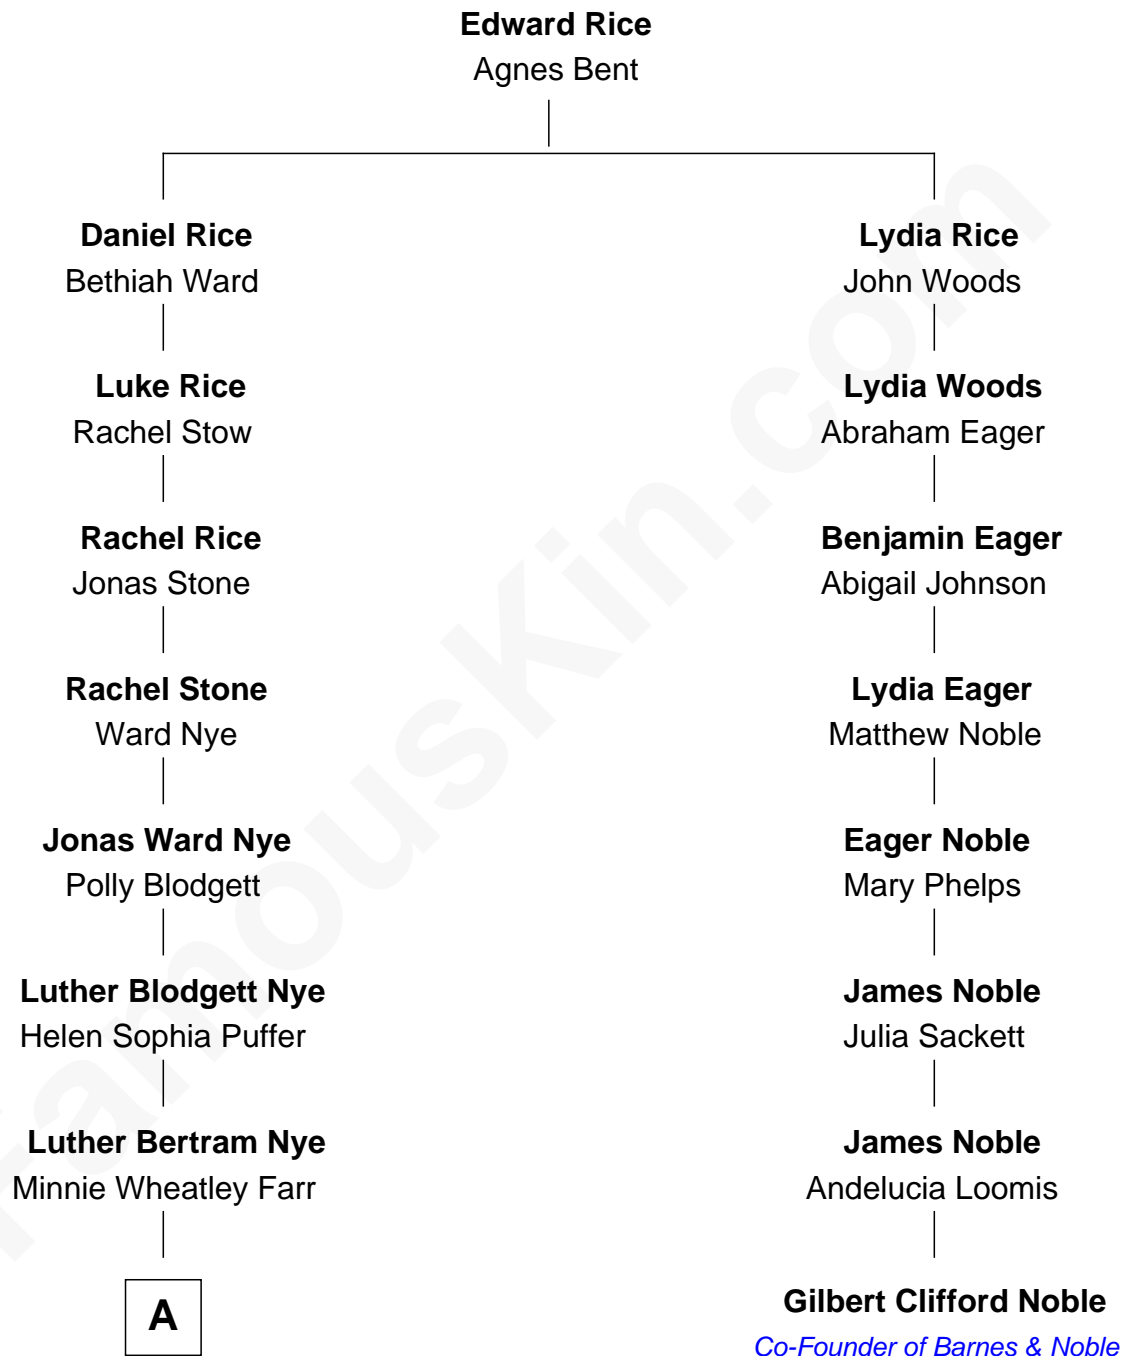 Edward Rice
Agnes Bent
Daniel Rice
Bethiah Ward
Lydia Rice
John Woods
Luke Rice
Rachel Stow
Lydia Woods
Abraham Eager
Rachel Rice
Jonas Stone
Benjamin Eager
Abigail Johnson
Rachel Stone
Ward Nye
Lydia Eager
Matthew Noble
Jonas Ward Nye
Polly Blodgett
Eager Noble
Mary Phelps
Luther Blodgett Nye
Helen Sophia Puffer
James Noble
Julia Sackett
Luther Bertram Nye
Minnie Wheatley Farr
James Noble
Andelucia Loomis
A
Gilbert Clifford Noble
Co-Founder of Barnes & Noble
FamousKin.com